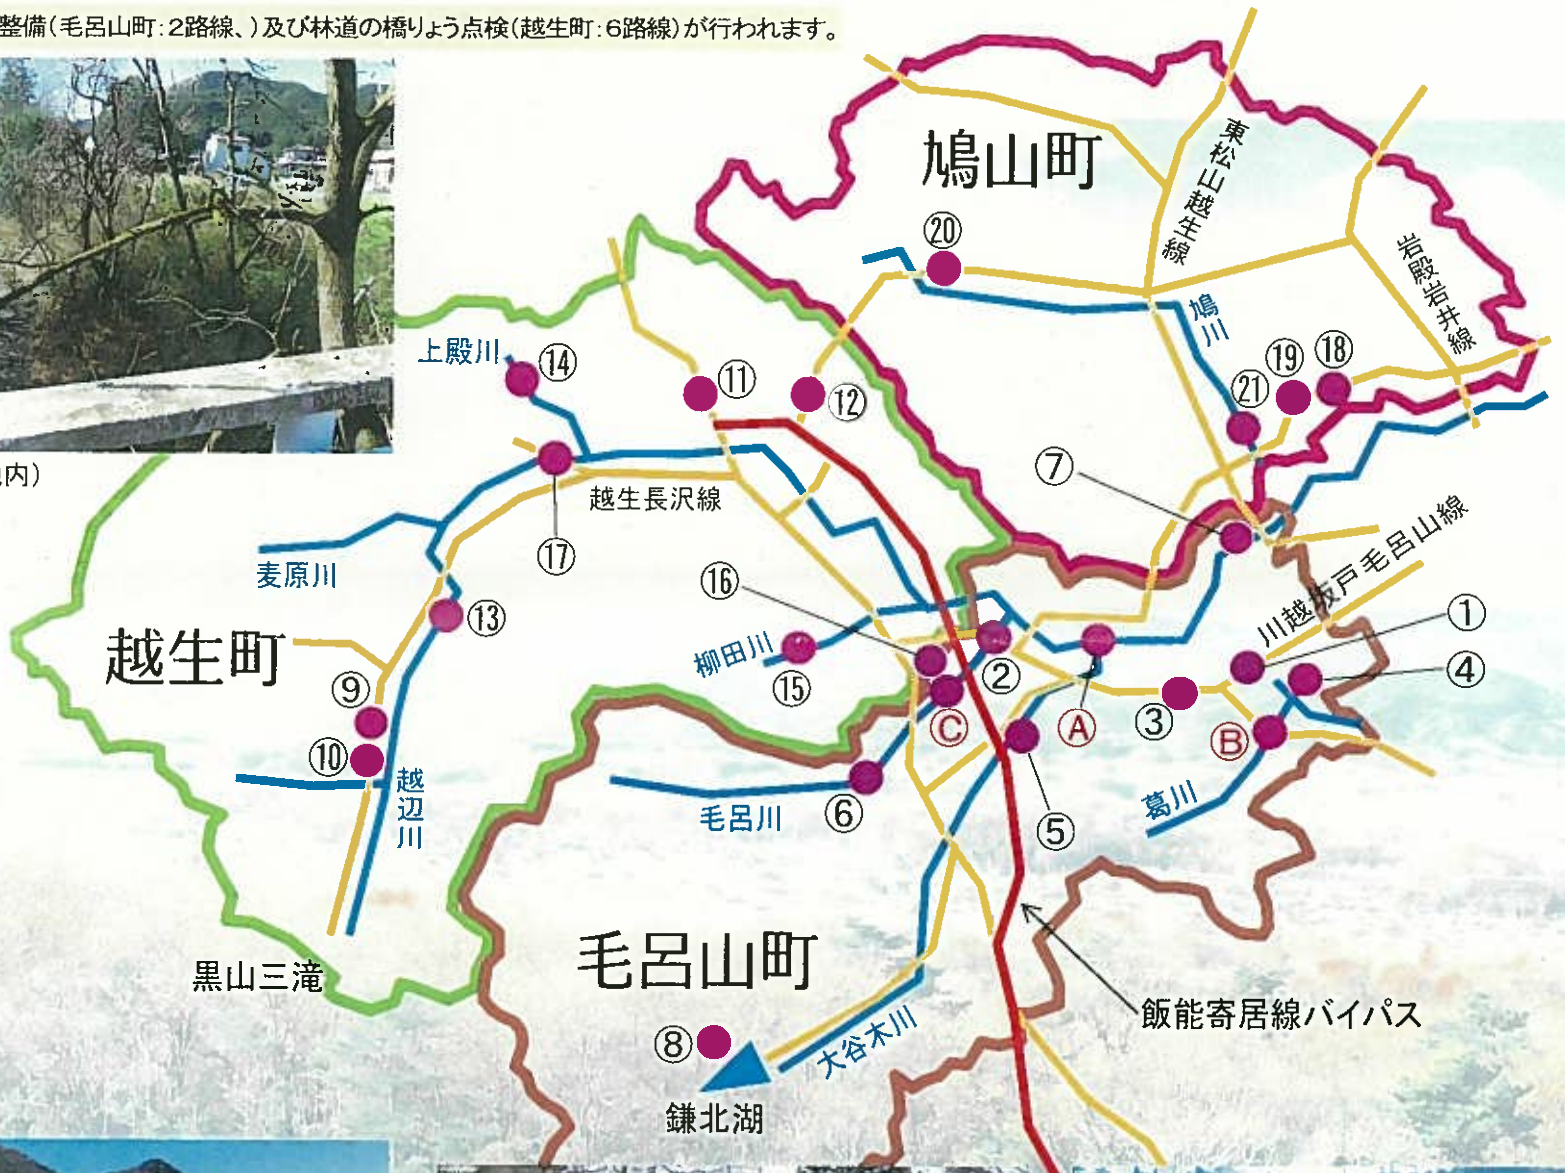 整備(毛呂山町:2路線、)及び林道の橋りょう点検(越生町:6路線)が行われます。
内)
鳩山町
東松山越生線
岩殿岩井線
鳩川
⑳
⑲
⑱
㉑
上殿川
⑭
⑪
⑫
⑦
越生長沢線
⑰
麦原川
⑬
越生町
⑨
⑩
越辺川
黒山三滝
⑯
柳田川
⑮
②
Ⓒ
Ⓐ
③
川越坂戸毛呂山線
①
④
Ⓑ
葛川
⑤
⑥
毛呂川
毛呂山町
⑧
大谷木川
鎌北湖
飯能寄居線バイパス